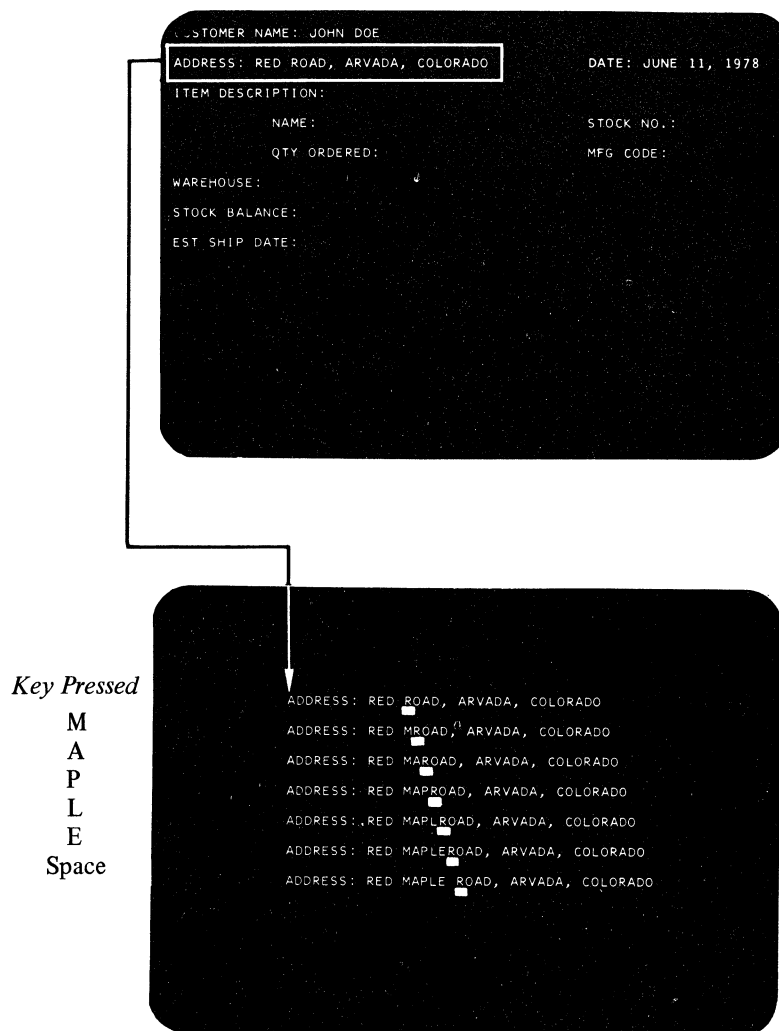 CUSTOMER NAME: JOHN DOE
ADDRESS: RED ROAD, ARVADA, COLORADO DATE: JUNE 11, 1978
ITEM DESCRIPTION:
NAME: STOCK NO.:
QTY ORDERED: MFG CODE:
WAREHOUSE:
STOCK BALANCE:
EST SHIP DATE:
Key Pressed ADDRESS: RED ROAD, ARVADA, COLORADO
M ADDRESS: RED MROAD, ARVADA, COLORADO
A ADDRESS: RED MAROAD, ARVADA, COLORADO
P ADDRESS: RED MAPROAD, ARVADA, COLORADO
L ADDRESS: RED MAPLROAD, ARVADA, COLORADO
E ADDRESS: RED MAPLEROAD, ARVADA, COLORADO
Space ADDRESS: RED MAPLE ROAD, ARVADA, COLORADO